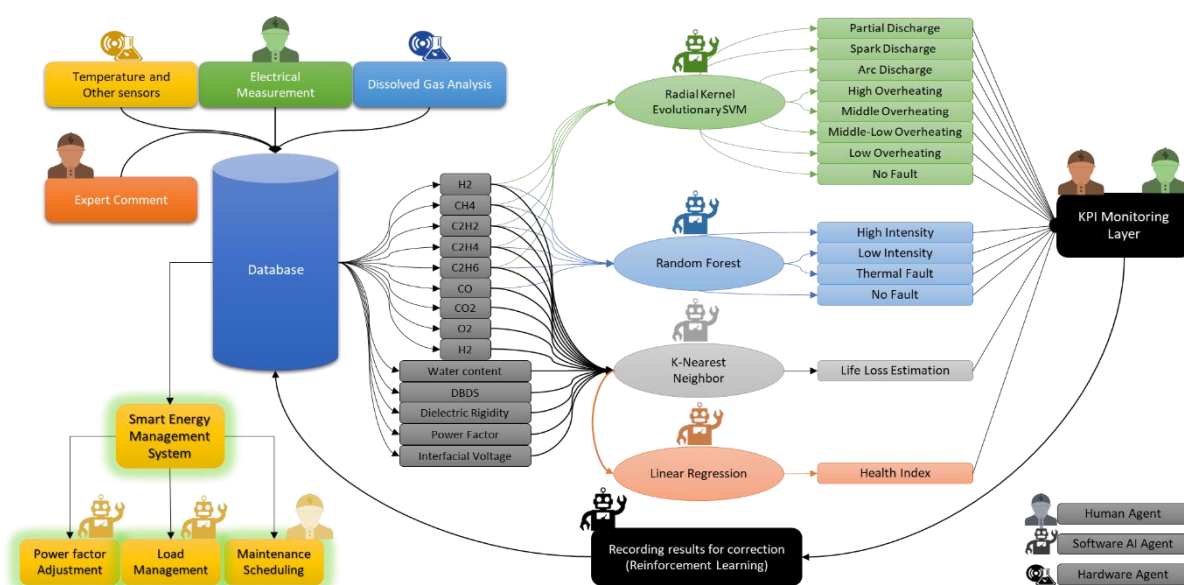 Temperature and
Other sensors
Electrical
Measurement
Dissolved Gas Analysis
Expert Comment
Database
Smart Energy
Management
System
Power factor
Adjustment
Load
Management
Maintenance
Scheduling
H2
CH4
C2H2
C2H4
C2H6
CO
CO2
O2
H2
Water content
DBDS
Dielectric Rigidity
Power Factor
Interfacial Voltage
Radial Kernel
Evolutionary SVM
Random Forest
K-Nearest
Neighbor
Linear Regression
Partial Discharge
Spark Discharge
Arc Discharge
High Overheating
Middle Overheating
Middle-Low Overheating
Low Overheating
No Fault
High Intensity
Low Intensity
Thermal Fault
No Fault
Life Loss Estimation
Health Index
KPI Monitoring
Layer
Recording results for correction
(Reinforcement Learning)
Human Agent
Software AI Agent
Hardware Agent